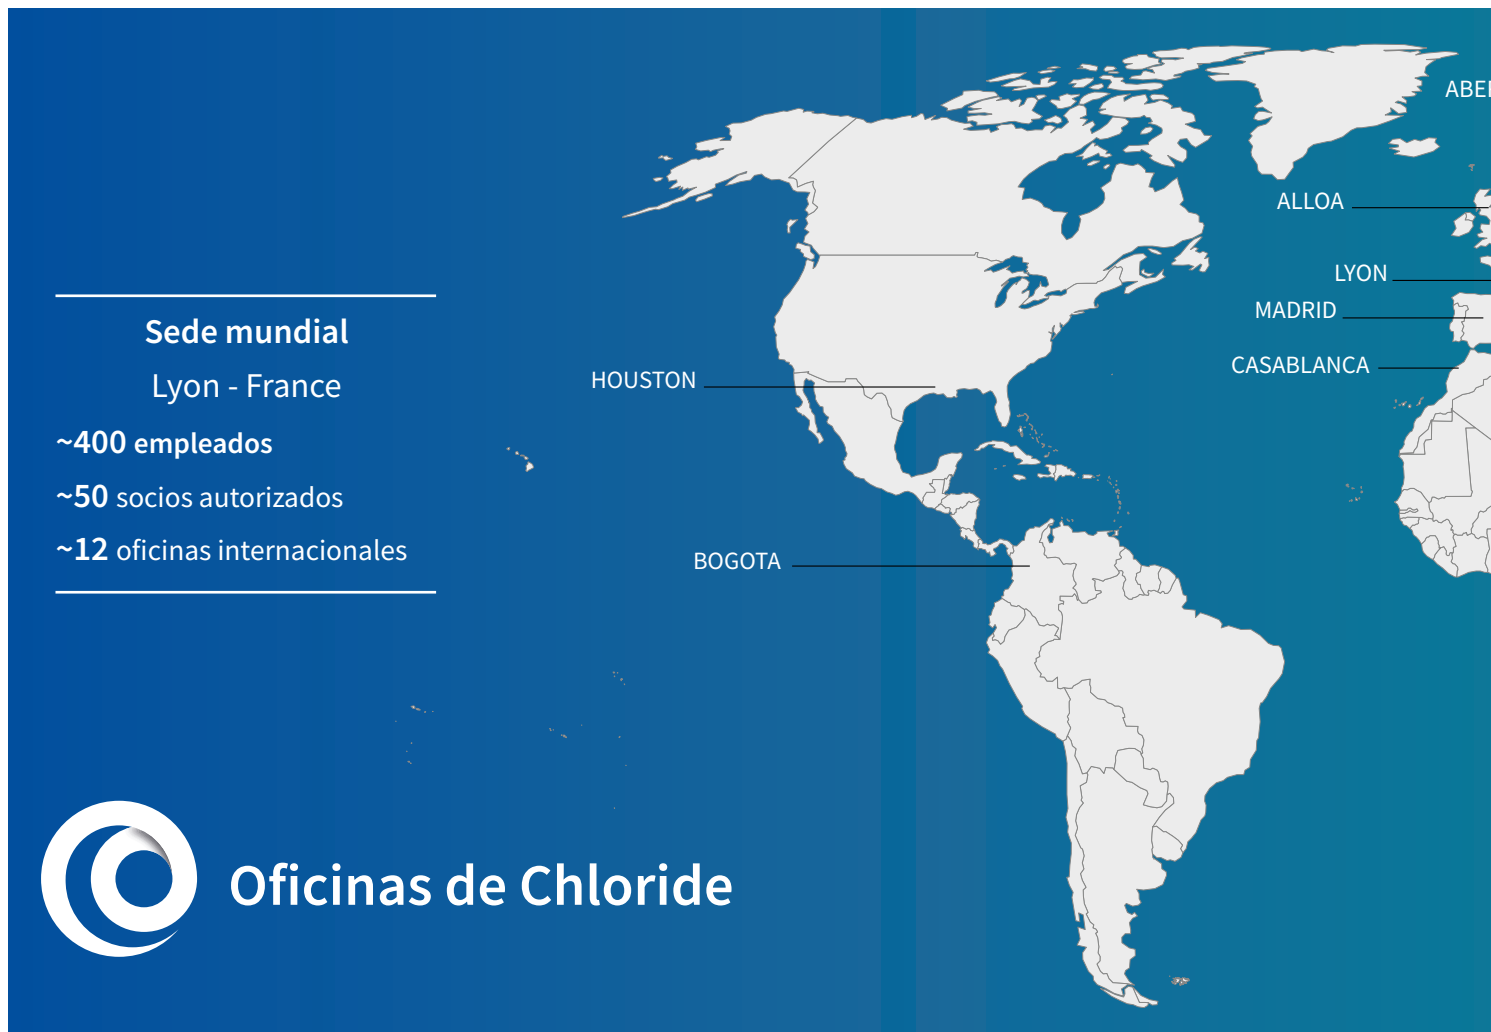 ABE
ALLOA
LYON
MADRID
CASABLANCA
HOUSTON
BOGOTA
Sede mundial
Lyon - France
~400 empleados
~50 socios autorizados
~12 oficinas internacionales
Oficinas de Chloride